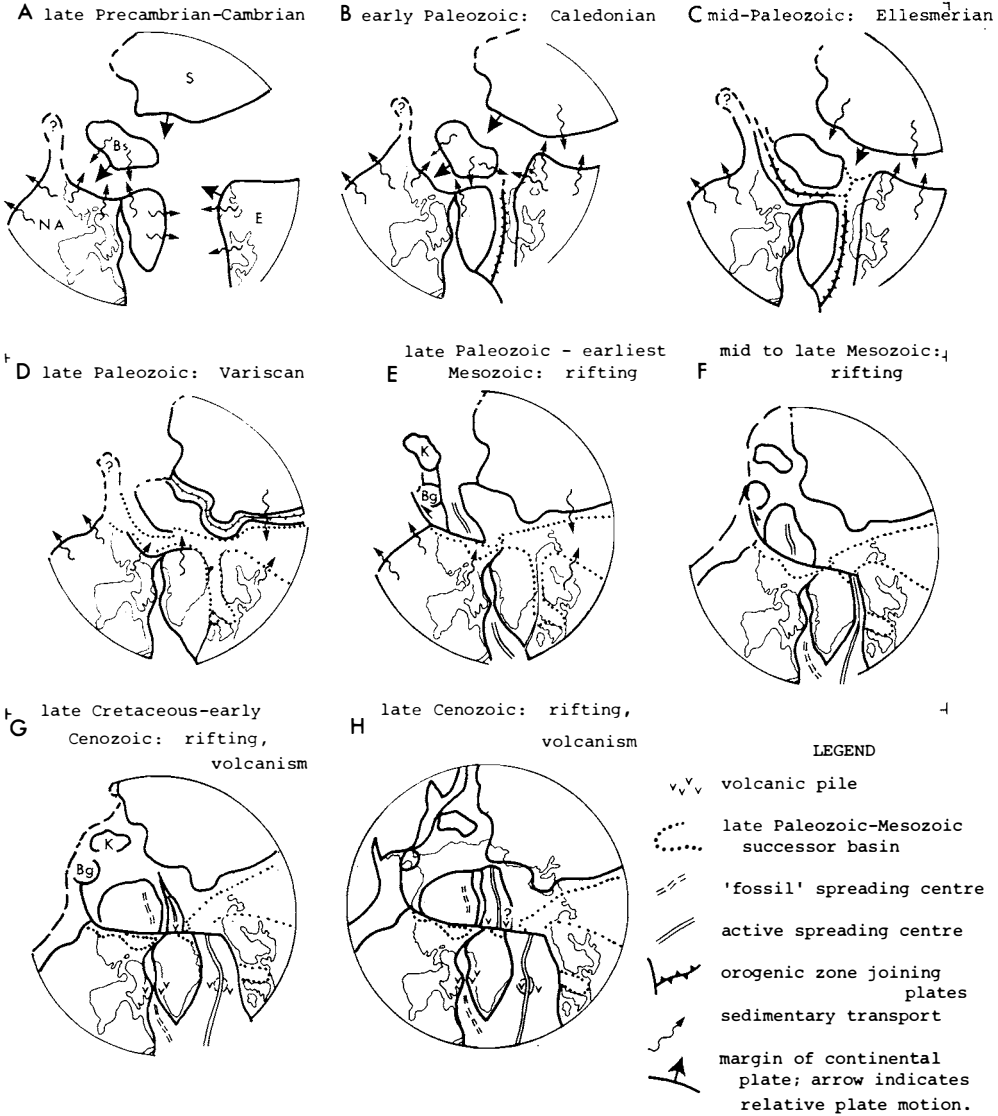 A late Precambrian-Cambrian
B early Paleozoic: Caledonian
C mid-Paleozoic: Ellesmerian
?
S
Bs
NA
E
?
?
D late Paleozoic: Variscan
E late Paleozoic - earliest
Mesozoic: rifting
F mid to late Mesozoic:
rifting
?
K
Bg
G late Cretaceous-early
Cenozoic: rifting,
volcanism
H late Cenozoic: rifting,
volcanism
K
Bg
?
LEGEND
volcanic pile
late Paleozoic-Mesozoic
successor basin
'fossil' spreading centre
active spreading centre
orogenic zone joining
plates
sedimentary transport
margin of continental
plate; arrow indicates
relative plate motion.